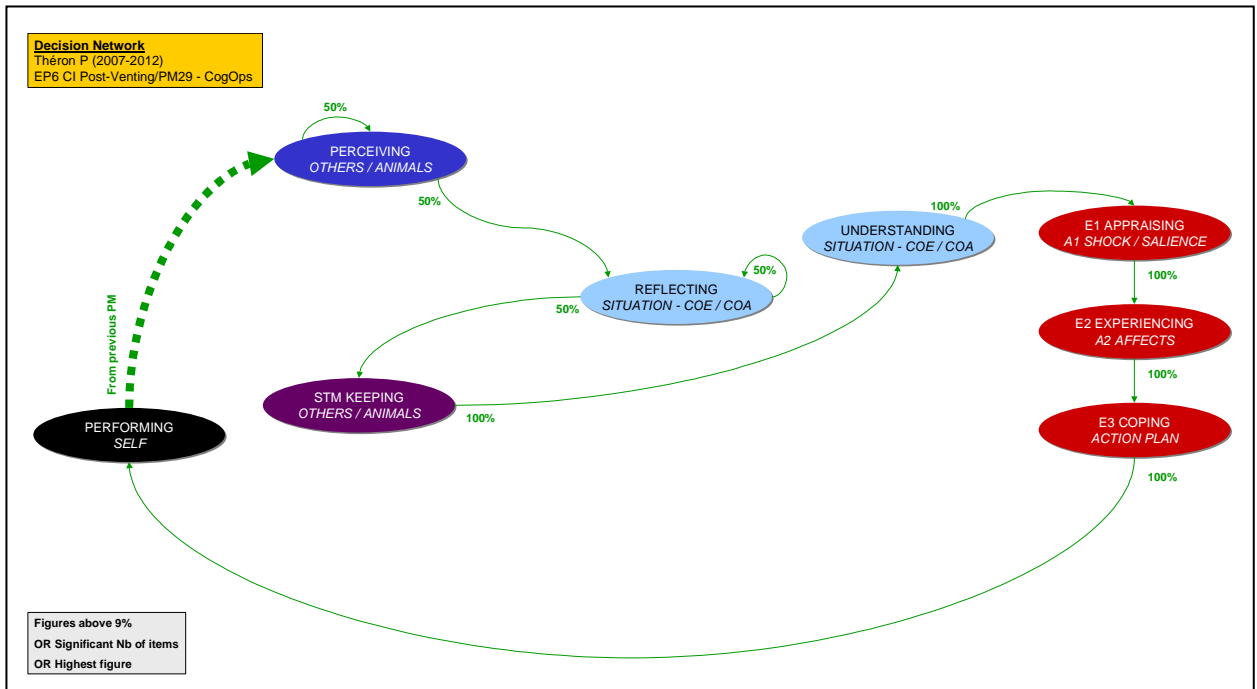 Decision Network
Théron P (2007-2012)
EP6 CI Post-Venting/PM29 - CogOps
50%
PERCEIVING
OTHERS / ANIMALS
50%
100%
UNDERSTANDING
SITUATION - COE / COA
E1 APPRAISING
A1 SHOCK / SALIENCE
100%
50%
REFLECTING
SITUATION - COE / COA
50%
E2 EXPERIENCING
A2 AFFECTS
100%
From previous PM
STM KEEPING
OTHERS / ANIMALS
100%
PERFORMING
SELF
E3 COPING
ACTION PLAN
100%
Figures above 9%
OR Significant Nb of items
OR Highest figure